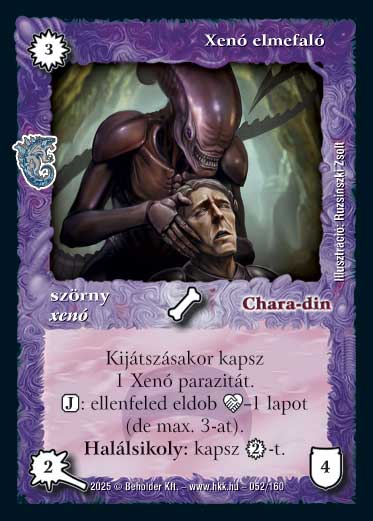 3
Xenó elmefaló
Illusztráció: Ruzsinszki Zsolt
szörny
xenó
Chara-din
Kijátszásakor kapsz
1 Xenó parazitát.
J: ellenfeled eldob -1 lapot
(de max. 3-at).
Halálsikoly: kapsz 2-t.
2
2025 © Beholder Kft. – www.hkk.hu – 052/160
4